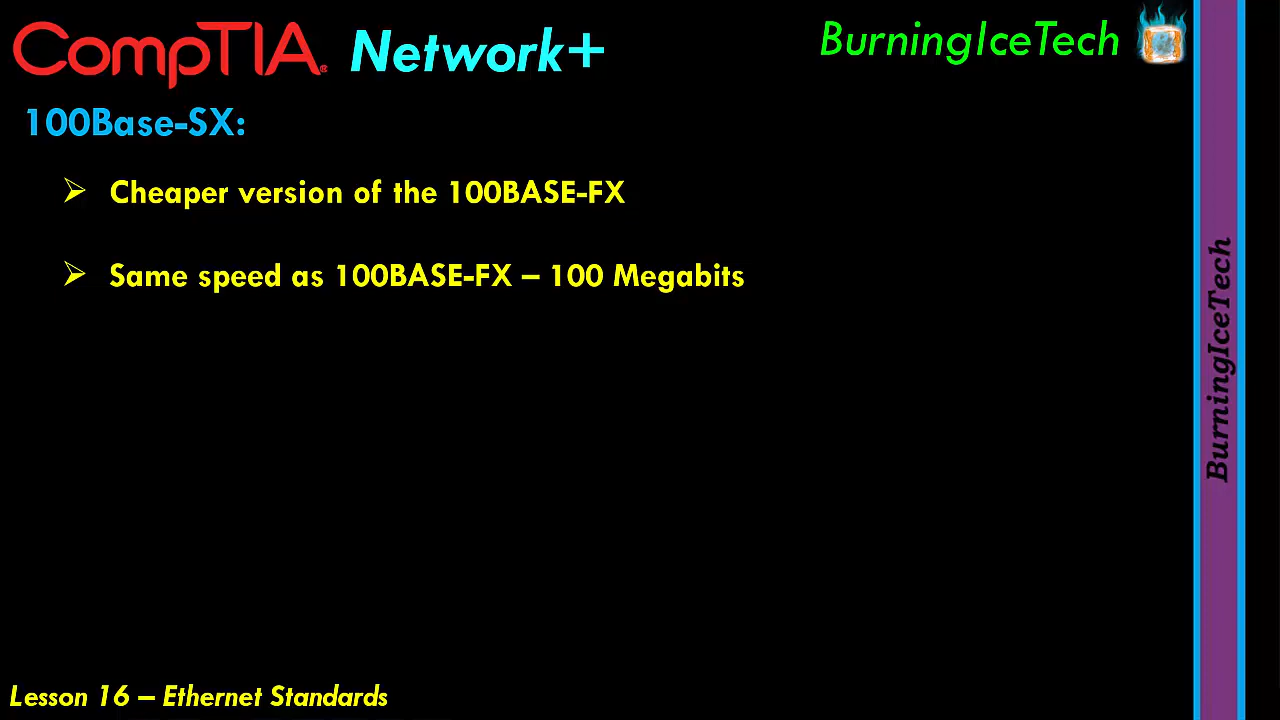 CompTIA® Network+
BurningIceTech
100Base-SX:
➢ Cheaper version of the 100BASE-FX
➢ Same speed as 100BASE-FX – 100 Megabits
BurningIceTech
Lesson 16 – Ethernet Standards